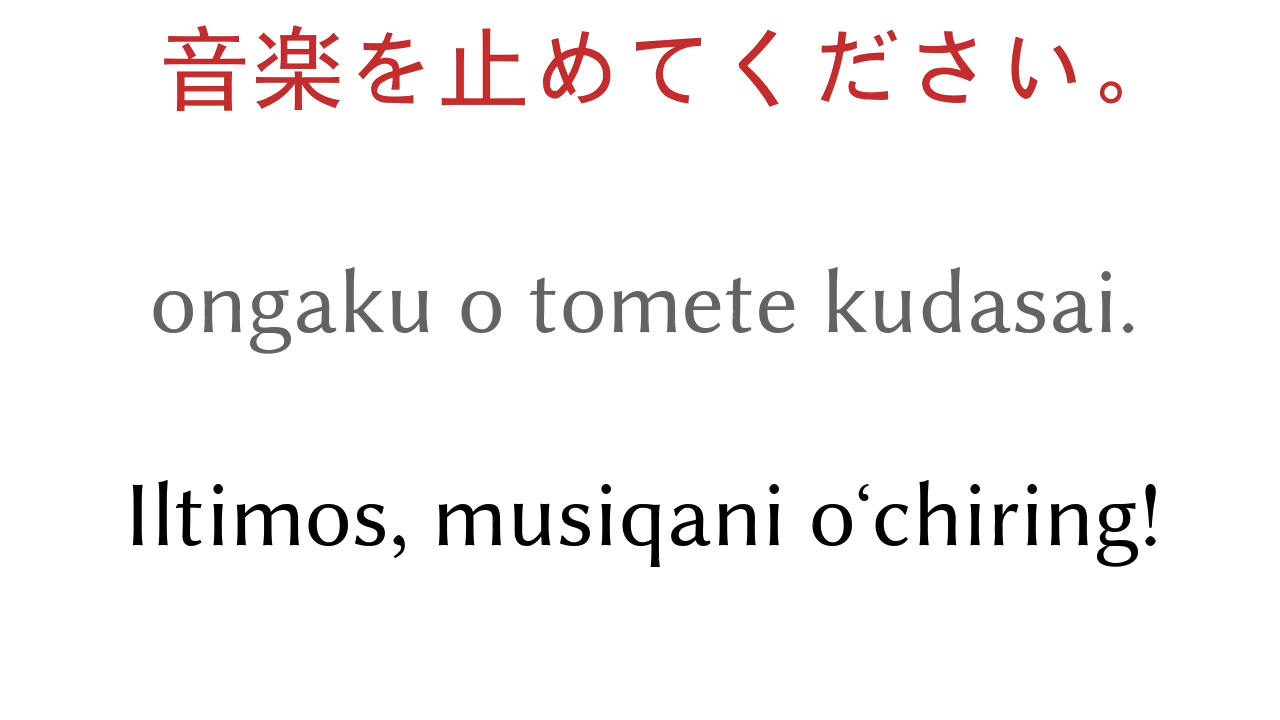 音楽を止めてください。
ongaku o tomete kudasai.
Iltimos, musiqani o‘chiring!